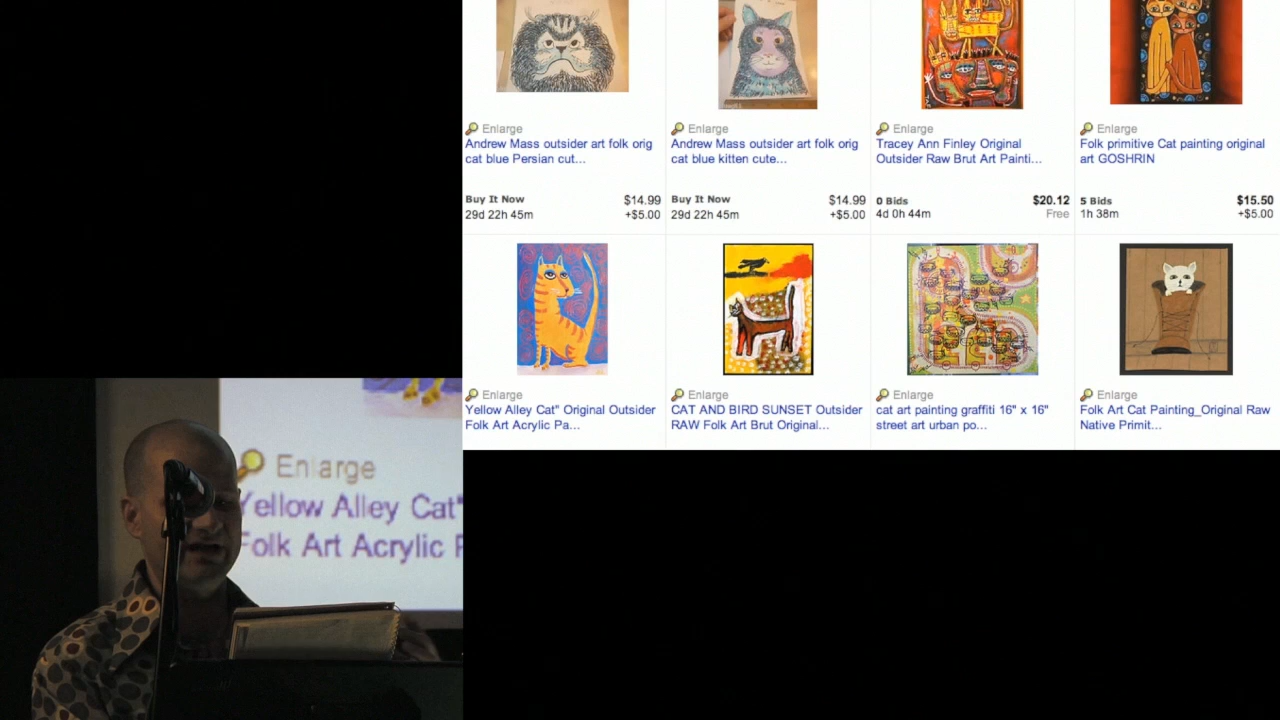 Enlarge
Andrew Mass outsider art folk orig
cat blue Persian cut...
Buy It Now $14.99
29d 22h 45m +$5.00
Enlarge
Andrew Mass outsider art folk orig
cat blue kitten cute...
Buy It Now $14.99
29d 22h 45m +$5.00
Enlarge
Tracey Ann Finley Original
Outsider Raw Brut Art Painti...
0 Bids $20.12
4d 0h 44m Free
Enlarge
Folk primitive Cat painting original
art GOSHRIN
5 Bids $15.50
1h 38m +$5.00
Enlarge
Yellow Alley Cat" Original Outsider
Folk Art Acrylic Pa...
Enlarge
CAT AND BIRD SUNSET Outsider
RAW Folk Art Brut Original...
Enlarge
cat art painting graffiti 16" x 16"
street art urban po...
Enlarge
Folk Art Cat Painting_Original Raw
Native Primit...
Enlarge
Yellow Alley Cat"
Folk Art Acrylic